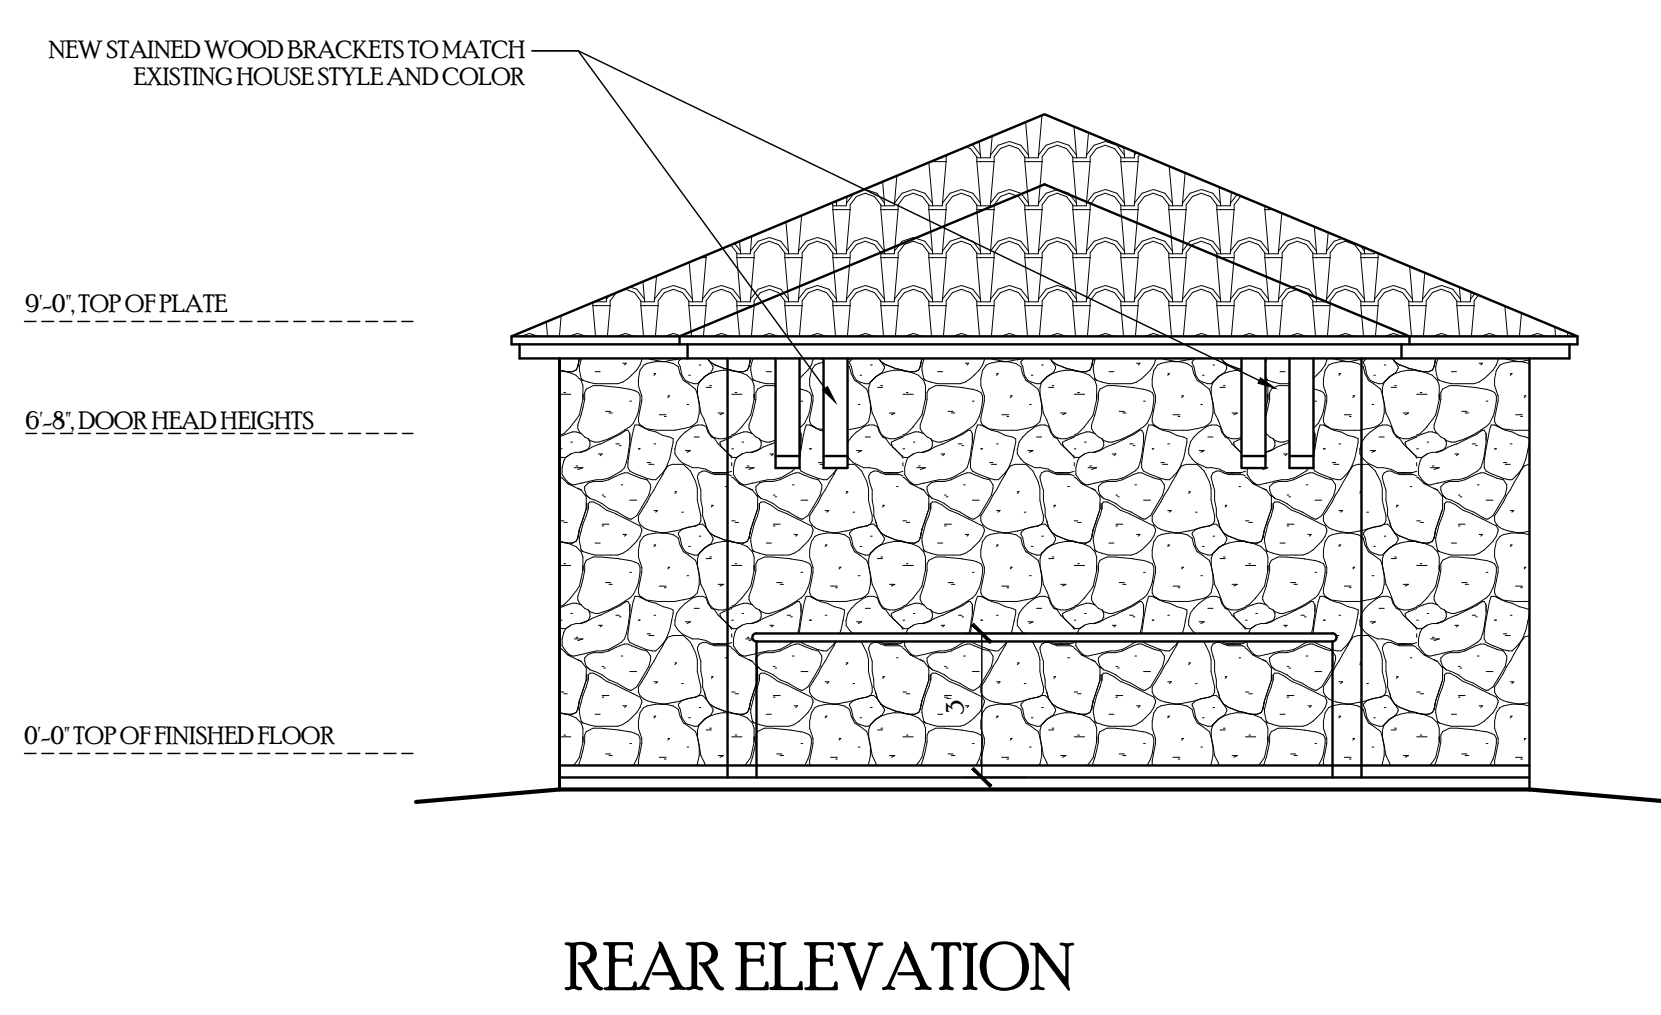 NEW STAINED WOOD BRACKETS TO MATCH
EXISTING HOUSE STYLE AND COLOR
9'-0", TOP OF PLATE
6'-8", DOOR HEAD HEIGHTS
3'
0'-0" TOP OF FINISHED FLOOR
REAR ELEVATION